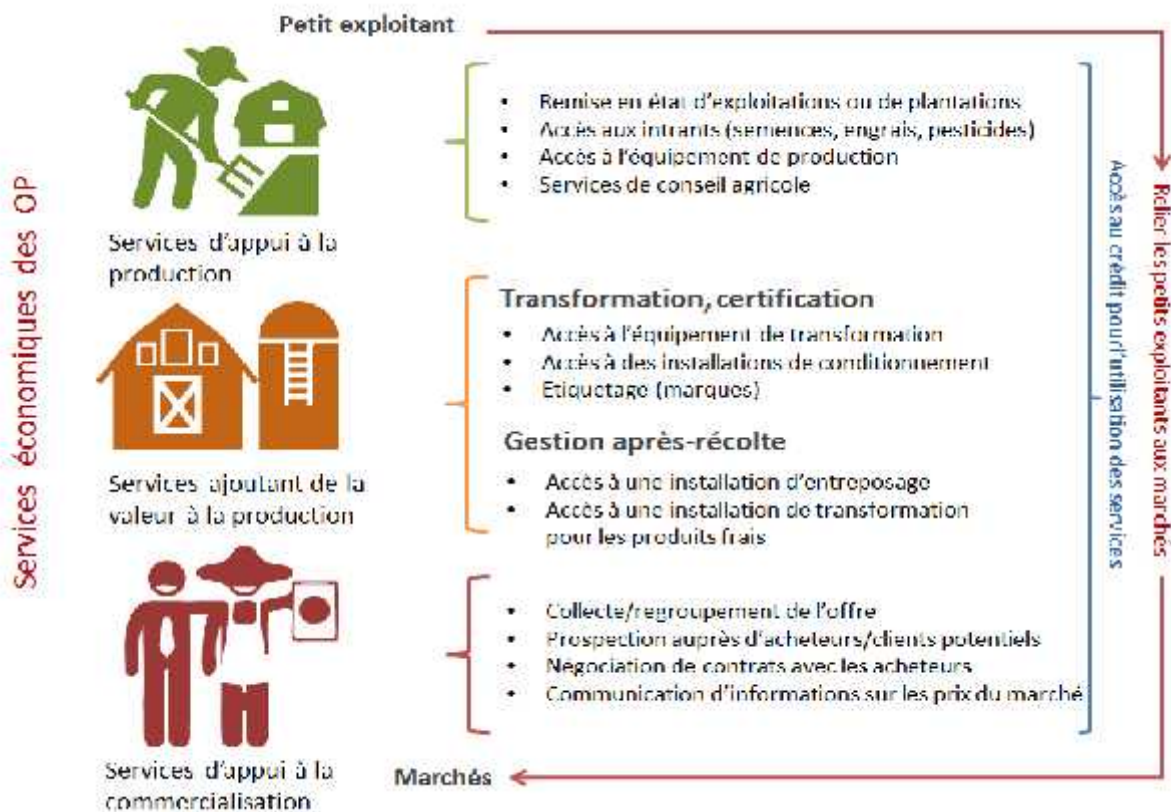 Petit exploitant
Services économiques des OP
Services d'appui à la
production
• Remise en état d'exploitations ou de plantations
• Accès aux intrants (semences, engrais, pesticides)
• Accès à l'équipement de production
• Services de conseil agricole
Services ajoutant de la
valeur à la production
Transformation, certification
• Accès à l'équipement de transformation
• Accès à des installations de conditionnement
• Etiquetage (marques)
Gestion après-récolte
• Accès à une installation d'entreposage
• Accès à une installation de transformation
pour les produits frais
Services d'appui à la
commercialisation
• Collecte/regroupement de l'offre
• Prospection auprès d'acheteurs/clients potentiels
• Négociation de contrats avec les acheteurs
• Communication d'informations sur les prix du marché
Accès au crédit pour l'utilisation des services
Relier les petits exploitants aux marchés
Marchés